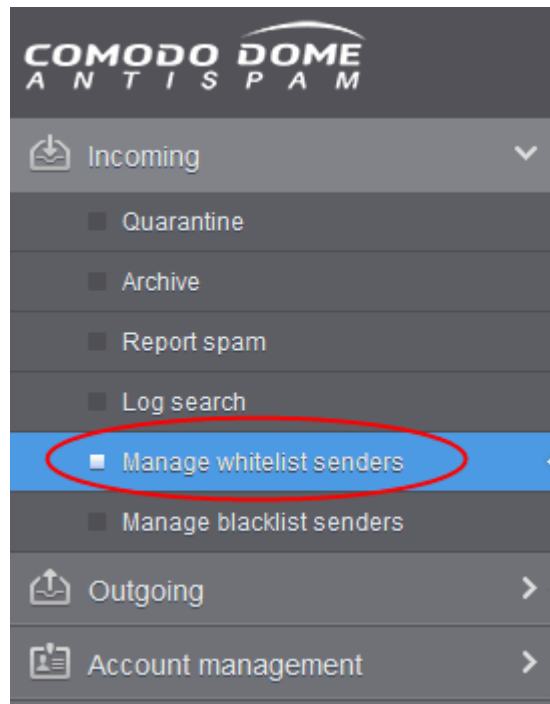 COMODO DOME
ANTISPAM
Incoming
Quarantine
Archive
Report spam
Log search
Manage whitelist senders
Manage blacklist senders
Outgoing
Account management